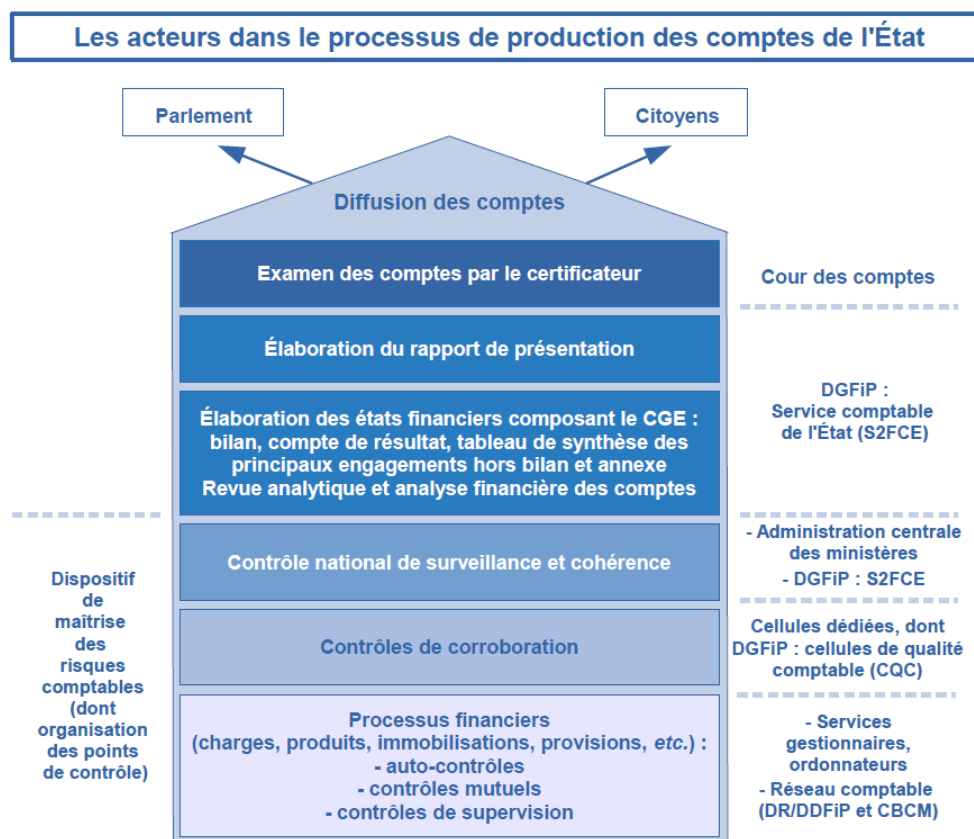 Les acteurs dans le processus de production des comptes de l'État
Parlement
Citoyens
Diffusion des comptes
Examen des comptes par le certificateur
Cour des comptes
Élaboration du rapport de présentation
Élaboration des états financiers composant le CGE :
bilan, compte de résultat, tableau de synthèse des
principaux engagements hors bilan et annexe
Revue analytique et analyse financière des comptes
DGFiP :
Service comptable
de l'État (S2FCE)
Contrôle national de surveillance et cohérence
- Administration centrale
des ministères
- DGFiP : S2FCE
Dispositif
de
maîtrise
des
risques
comptables
(dont
organisation
des points
de contrôle)
Contrôles de corroboration
Cellules dédiées, dont
DGFiP : cellules de qualité
comptable (CQC)
Processus financiers
(charges, produits, immobilisations, provisions, etc.) :
- auto-contrôles
- contrôles mutuels
- contrôles de supervision
- Services
gestionnaires,
ordonnateurs
- Réseau comptable
(DR/DDFiP et CBCM)